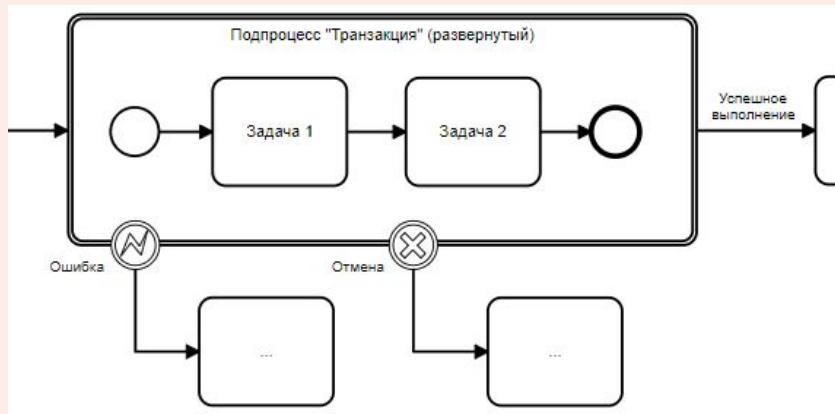 Подпроцесс "Транзакция" (развернутый)
Задача 1
Задача 2
Успешное
выполнение
Ошибка
Отмена
...
...